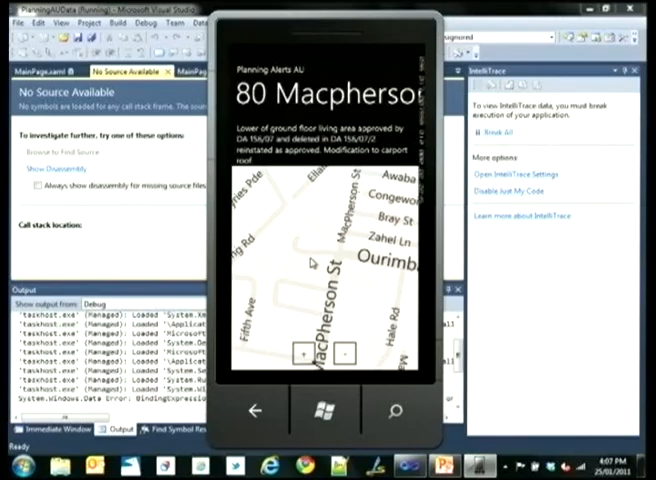 PlanningAUData (Running) - Microsoft Visual Studio
File Edit View Project Build Debug Team Data
MainPage.xaml No Source Available MainPag
No Source Available
No symbols are loaded for any call stack frame. The sour
To investigate further, try one of these options:
Browse to Find Source
Show Disassembly
Always show disassembly for missing source files
Call stack location:
Output
Show output from: Debug
'taskhost.exe' (Managed): Loaded 'System.Xm
'taskhost.exe' (Managed): Loaded '\Applicat
'taskhost.exe' (Managed): Loaded 'Microsoft
'taskhost.exe' (Managed): Loaded 'System.De
'taskhost.exe' (Managed): Loaded 'Microsoft
'taskhost.exe' (Managed): Loaded '\Applicat
'taskhost.exe' (Managed): Loaded 'System.Se
'taskhost.exe' (Managed): Loaded 'System.Ru
'taskhost.exe' (Managed): Loaded 'System.Wi
System.Windows.Data Error: BindingExpressio
Immediate Window Output Find Symbol Res
Ready
Planning Alerts AU
80 Macpherson
Lower of ground floor living area approved by
DA 156/07 and deleted in DA 156/07/2
reinstated as approved. Modification to carport
roof
Awaba
MacPherson St
Congewoi
Bray St
Zahel Ln
Ourimb
MacPherson St
Fifth Ave
Hale Rd
+ -
IntelliTrace
To view IntelliTrace data, you must break
execution of your application.
Break All
More options:
Open IntelliTrace Settings
Disable Just My Code
Learn more about IntelliTrace
4:07 PM
25/01/2011